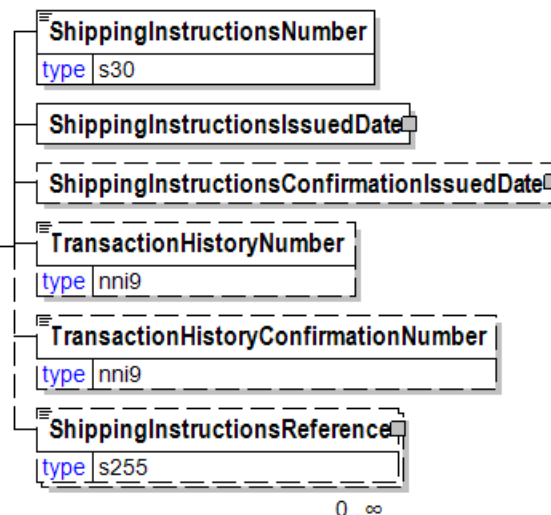 ShippingInstructionsNumber
type s30
ShippingInstructionsIssuedDate
ShippingInstructionsConfirmationIssuedDate
TransactionHistoryNumber
type nni9
TransactionHistoryConfirmationNumber
type nni9
ShippingInstructionsReference
type s255
0..∞